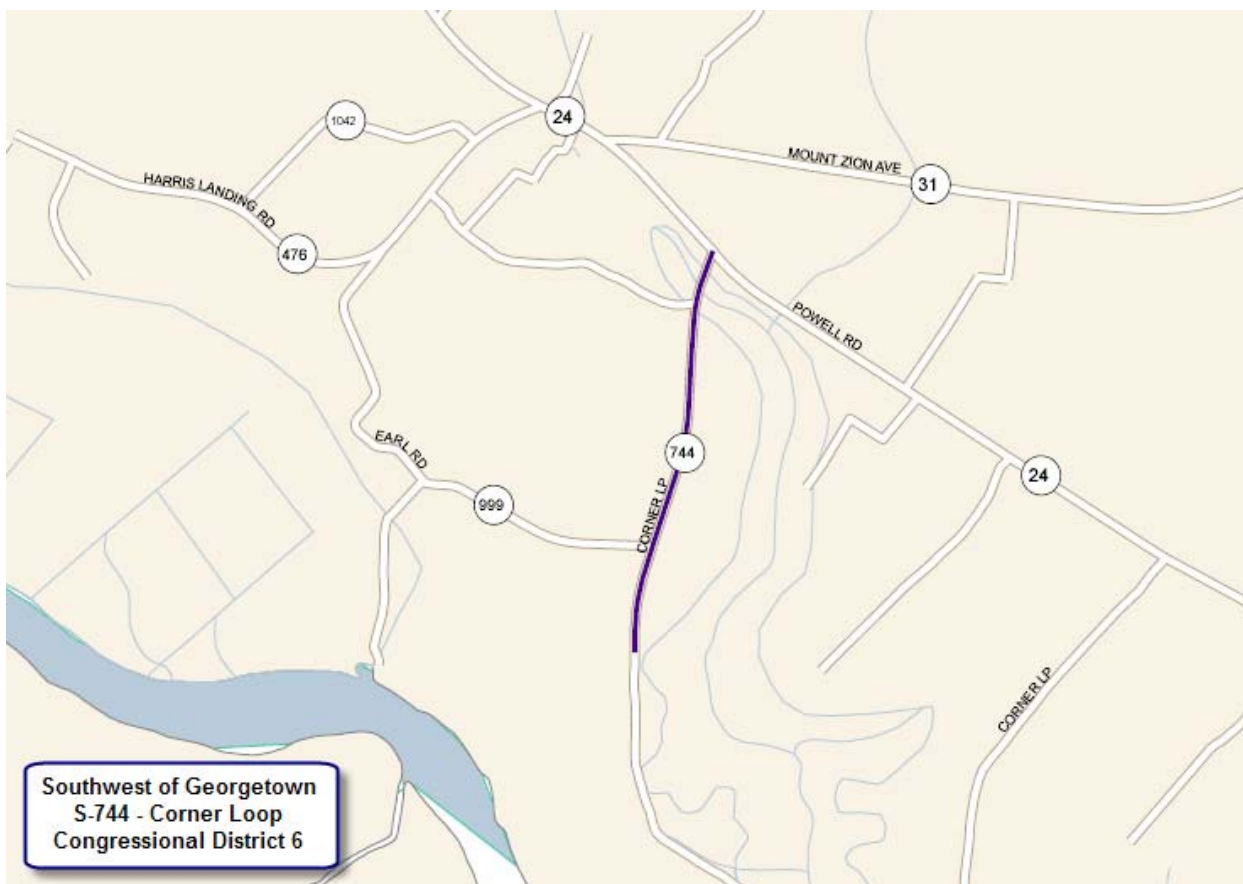 24
1042
MOUNT ZION AVE
31
HARRIS LANDING RD
476
POWELL RD
EARL RD
744
24
999
CORNER LP
CORNER LP
Southwest of Georgetown
S-744 - Corner Loop
Congressional District 6